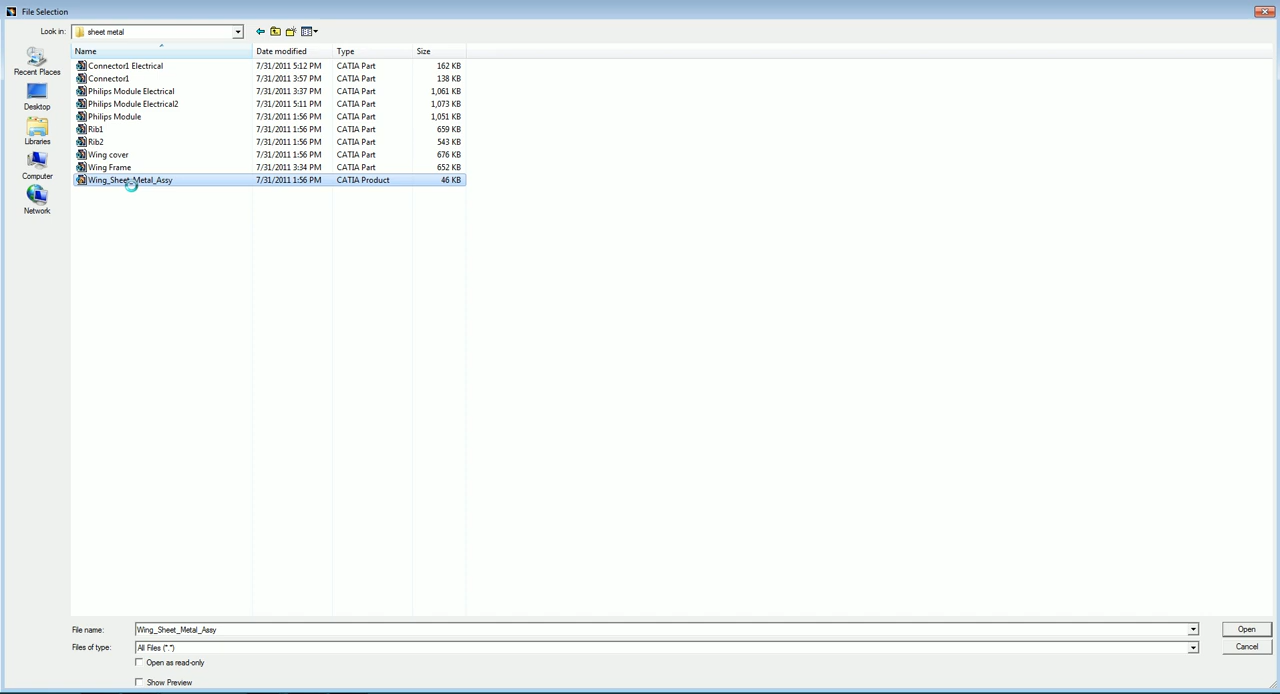 File Selection
Look in: sheet metal
Name Date modified Type Size
Connector1 Electrical 7/31/2011 5:12 PM CATIA Part 162 KB
Recent Places
Connector1 7/31/2011 3:57 PM CATIA Part 138 KB
Philips Module Electrical 7/31/2011 3:37 PM CATIA Part 1,061 KB
Desktop
Philips Module Electrical2 7/31/2011 5:11 PM CATIA Part 1,073 KB
Philips Module 7/31/2011 1:56 PM CATIA Part 1,051 KB
Rib1 7/31/2011 1:56 PM CATIA Part 659 KB
Libraries
Rib2 7/31/2011 1:56 PM CATIA Part 543 KB
Wing cover 7/31/2011 1:56 PM CATIA Part 676 KB
Wing Frame 7/31/2011 3:34 PM CATIA Part 652 KB
Computer
Wing_Sheet_Metal_Assy 7/31/2011 1:56 PM CATIA Product 46 KB
Network
File name: Wing_Sheet_Metal_Assy Open
Files of type: All Files (*.*) Cancel
Open as read-only
Show Preview